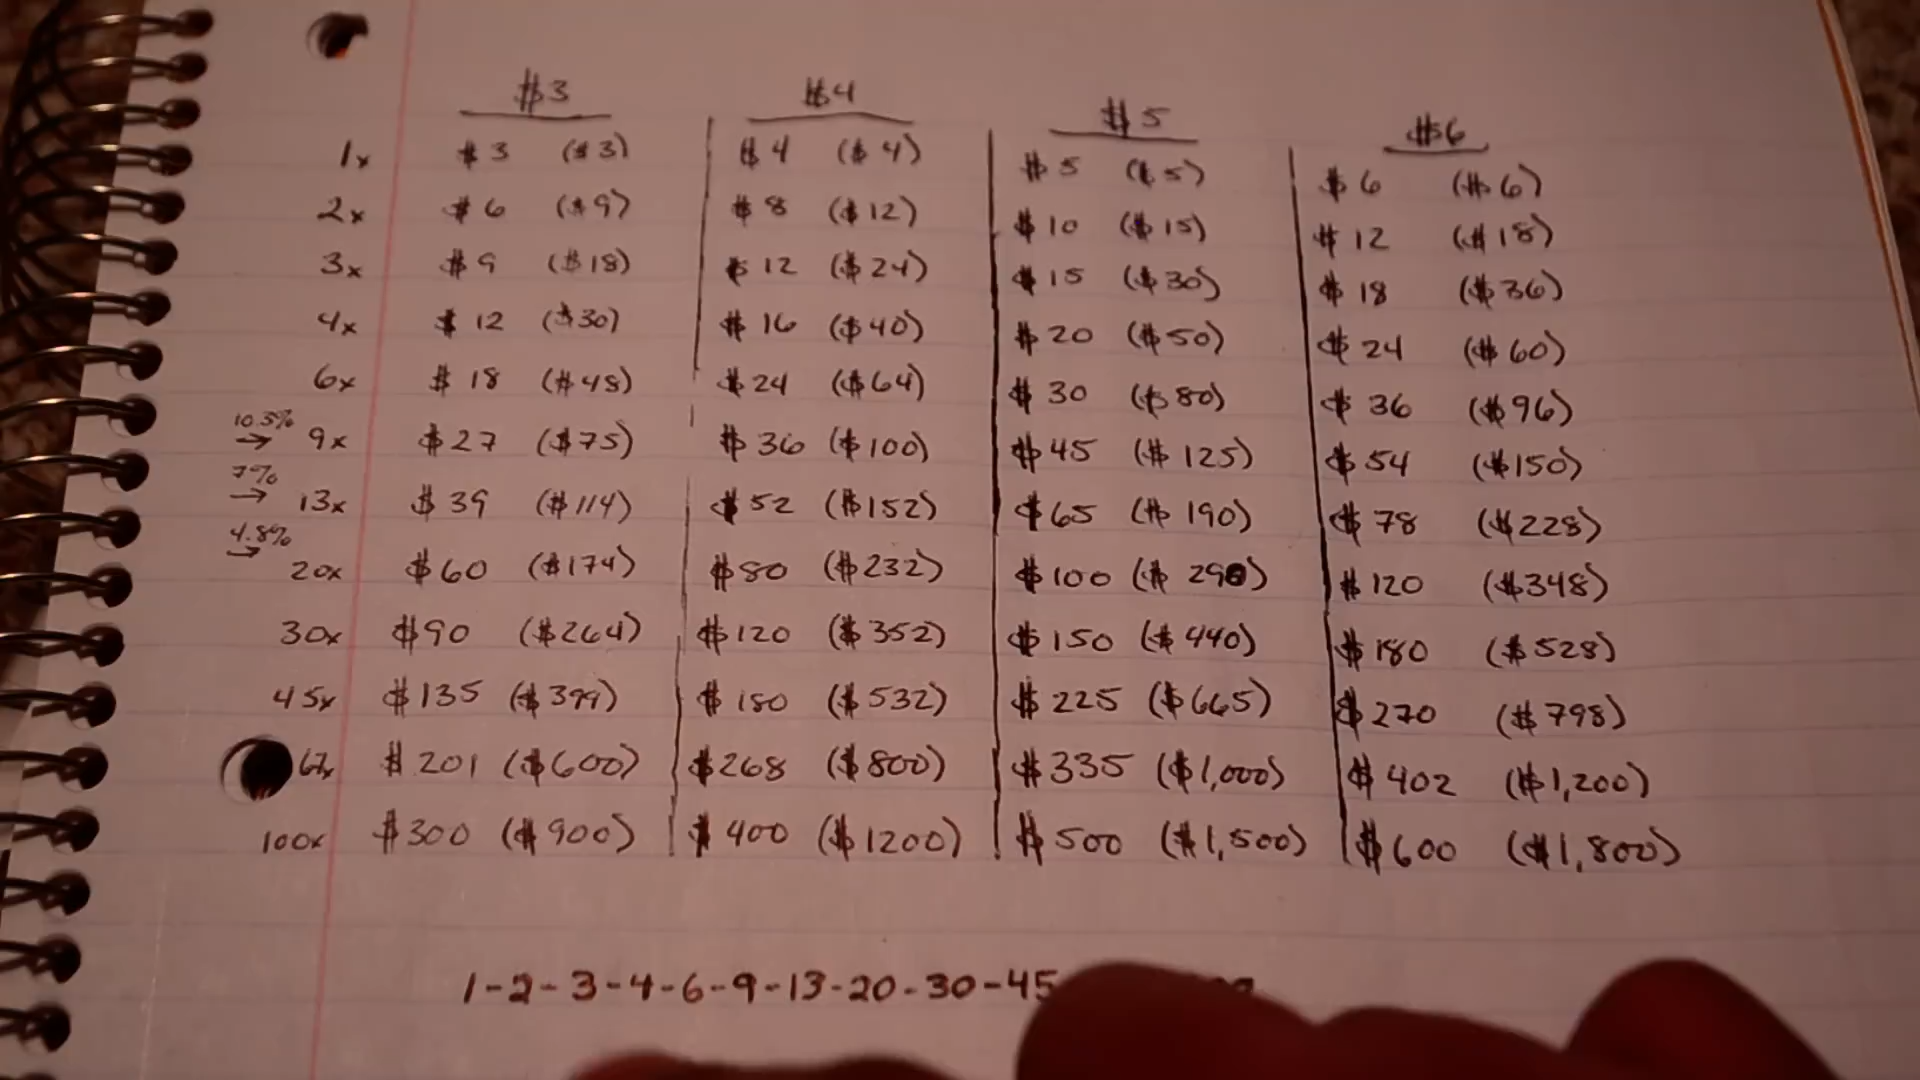 $3 $4 $5 $6
1x $3 ($3) $4 ($4) $5 ($5) $6 ($6)
2x $6 ($9) $8 ($12) $10 ($15) $12 ($18)
3x $9 ($18) $12 ($24) $15 ($30) $18 ($36)
4x $12 ($30) $16 ($40) $20 ($50) $24 ($60)
6x $18 ($48) $24 ($64) $30 ($80) $36 ($96)
10.5% → 9x $27 ($75) $36 ($100) $45 ($125) $54 ($150)
7% → 13x $39 ($114) $52 ($152) $65 ($190) $78 ($228)
4.8% → 20x $60 ($174) $80 ($232) $100 ($290) $120 ($348)
30x $90 ($264) $120 ($352) $150 ($440) $180 ($528)
45x $135 ($399) $180 ($532) $225 ($665) $270 ($798)
67x $201 ($600) $268 ($800) $335 ($1,000) $402 ($1,200)
100x $300 ($900) $400 ($1200) $500 ($1,500) $600 ($1,800)
1-2-3-4-6-9-13-20-30-45